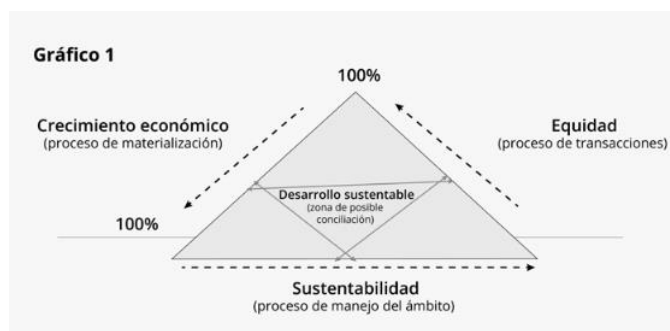 Gráfico 1
100%
Crecimiento económico
(proceso de materialización)
Equidad
(proceso de transacciones)
Desarrollo sustentable
(zona de posible
conciliación)
100%
Sustentabilidad
(proceso de manejo del ámbito)